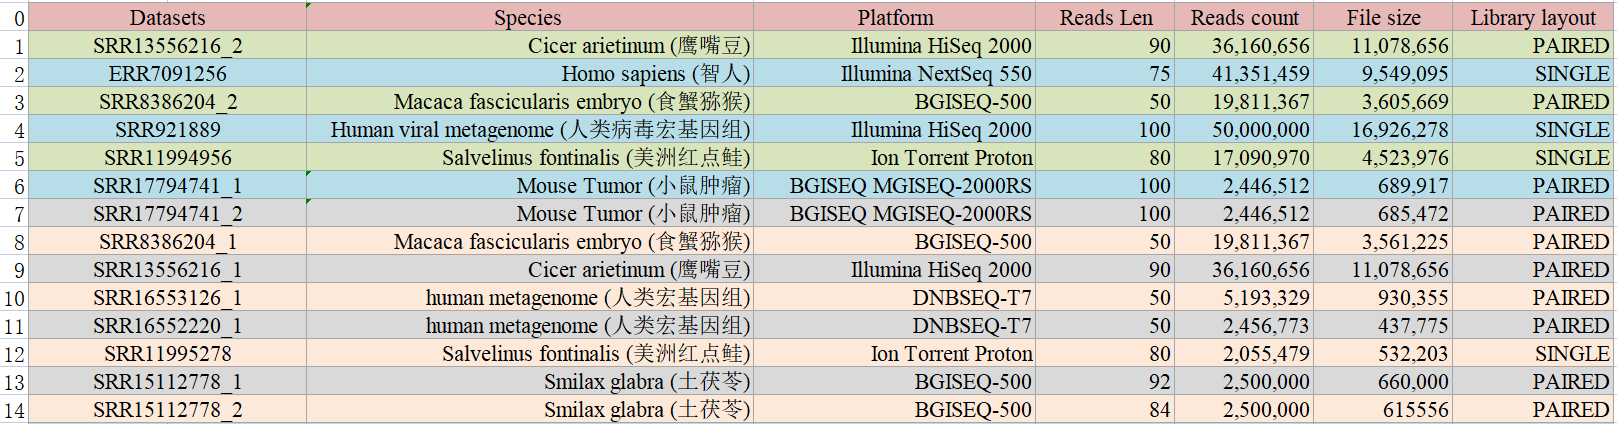 0 Datasets Species Platform Reads Len Reads count File size Library layout
1 SRR13556216_2 Cicer arietinum (鹰嘴豆) Illumina HiSeq 2000 90 36,160,656 11,078,656 PAIRED
2 ERR7091256 Homo sapiens (智人) Illumina NextSeq 550 75 41,351,459 9,549,095 SINGLE
3 SRR8386204_2 Macaca fascicularis embryo (食蟹猕猴) BGISEQ-500 50 19,811,367 3,605,669 PAIRED
4 SRR921889 Human viral metagenome (人类病毒宏基因组) Illumina HiSeq 2000 100 50,000,000 16,926,278 SINGLE
5 SRR11994956 Salvelinus fontinalis (美洲红点鲑) Ion Torrent Proton 80 17,090,970 4,523,976 SINGLE
6 SRR17794741_1 Mouse Tumor (小鼠肿瘤) BGISEQ MGISEQ-2000RS 100 2,446,512 689,917 PAIRED
7 SRR17794741_2 Mouse Tumor (小鼠肿瘤) BGISEQ MGISEQ-2000RS 100 2,446,512 685,472 PAIRED
8 SRR8386204_1 Macaca fascicularis embryo (食蟹猕猴) BGISEQ-500 50 19,811,367 3,561,225 PAIRED
9 SRR13556216_1 Cicer arietinum (鹰嘴豆) Illumina HiSeq 2000 90 36,160,656 11,078,656 PAIRED
10 SRR16553126_1 human metagenome (人类宏基因组) DNBSEQ-T7 50 5,193,329 930,355 PAIRED
11 SRR16552220_1 human metagenome (人类宏基因组) DNBSEQ-T7 50 2,456,773 437,775 PAIRED
12 SRR11995278 Salvelinus fontinalis (美洲红点鲑) Ion Torrent Proton 80 2,055,479 532,203 SINGLE
13 SRR15112778_1 Smilax glabra (土茯苓) BGISEQ-500 92 2,500,000 660,000 PAIRED
14 SRR15112778_2 Smilax glabra (土茯苓) BGISEQ-500 84 2,500,000 615556 PAIRED